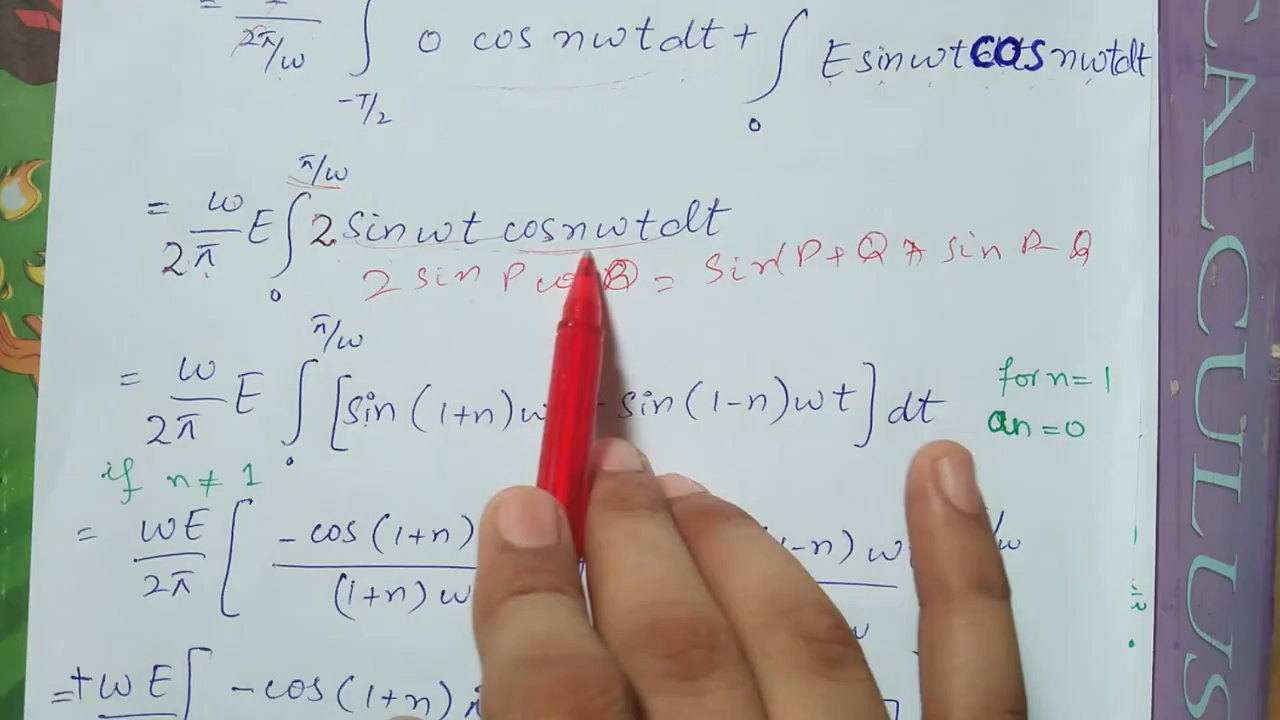 = 2π/ω ∫ -T/2 0 cos nωt dt + ∫ 0 E sin ωt cos nωt dt
= ω/2π E ∫ 0 π/ω 2 sin ωt cos nωt dt
2 sin P cos Q = sin(P+Q + sin P-Q
= ω/2π E ∫ 0 π/ω [sin (1+n)ω sin (1-n)ωt] dt for n=1
an=0
if n≠1
= ωE/2π [ -cos (1+n) / (1+n)ω -n) ω /ω
=+ωE [ -cos (1+n)
CALCULUS